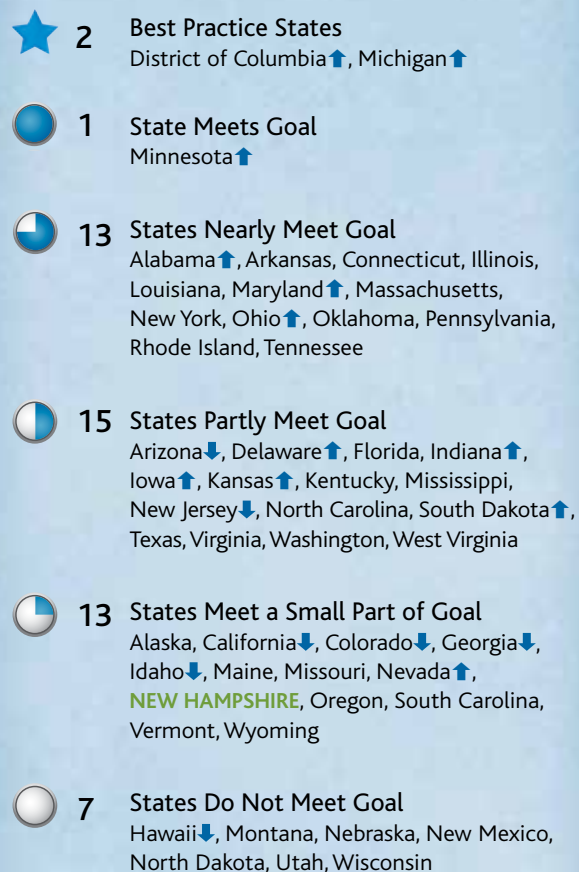 2 Best Practice States
District of Columbia⬆, Michigan⬆
1 State Meets Goal
Minnesota⬆
13 States Nearly Meet Goal
Alabama⬆, Arkansas, Connecticut, Illinois,
Louisiana, Maryland⬆, Massachusetts,
New York, Ohio⬆, Oklahoma, Pennsylvania,
Rhode Island, Tennessee
15 States Partly Meet Goal
Arizona⬇, Delaware⬆, Florida, Indiana⬆,
Iowa⬆, Kansas⬆, Kentucky, Mississippi,
New Jersey⬇, North Carolina, South Dakota⬆,
Texas, Virginia, Washington, West Virginia
13 States Meet a Small Part of Goal
Alaska, California⬇, Colorado⬇, Georgia⬇,
Idaho⬇, Maine, Missouri, Nevada⬆,
NEW HAMPSHIRE, Oregon, South Carolina,
Vermont, Wyoming
7 States Do Not Meet Goal
Hawaii⬇, Montana, Nebraska, New Mexico,
North Dakota, Utah, Wisconsin